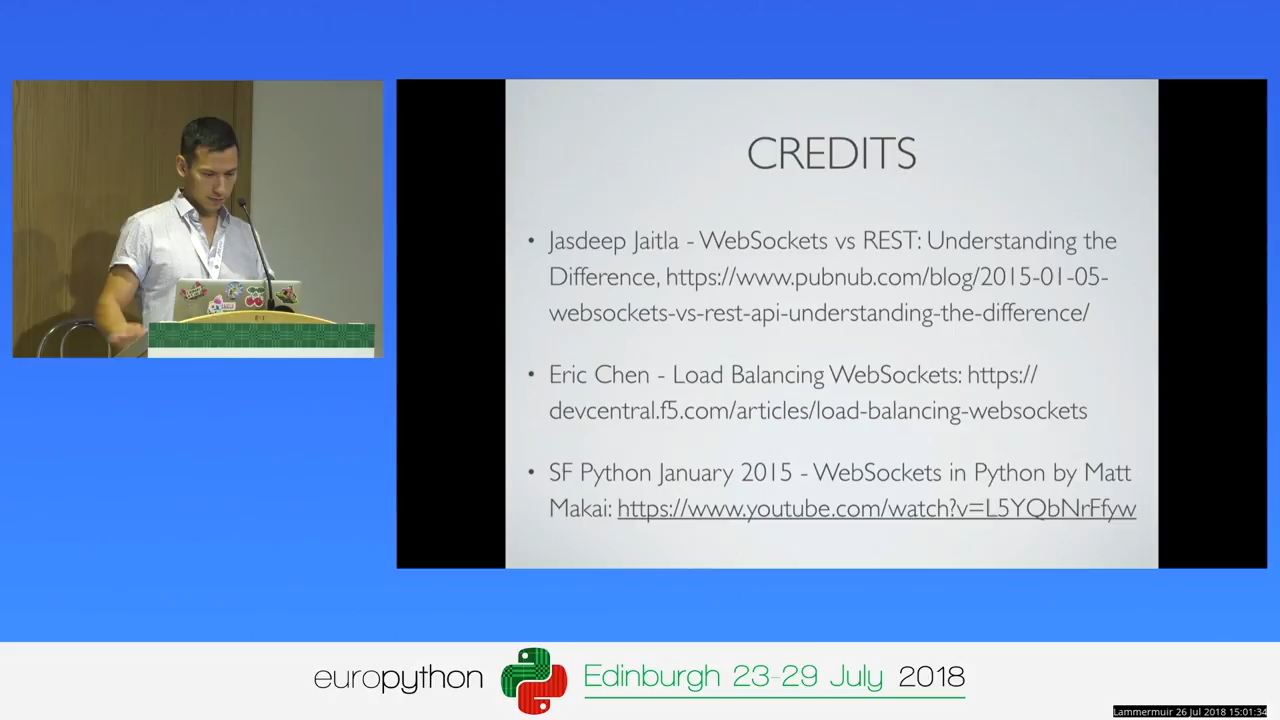 CREDITS
• Jasdeep Jaitla - WebSockets vs REST: Understanding the
Difference, https://www.pubnub.com/blog/2015-01-05-
websockets-vs-rest-api-understanding-the-difference/
• Eric Chen - Load Balancing WebSockets: https://
devcentral.f5.com/articles/load-balancing-websockets
• SF Python January 2015 - WebSockets in Python by Matt
Makai: https://www.youtube.com/watch?v=L5YQbNrFfyw
europython Edinburgh 23-29 July 2018
Lammermuir 26 Jul 2018 15:01:34